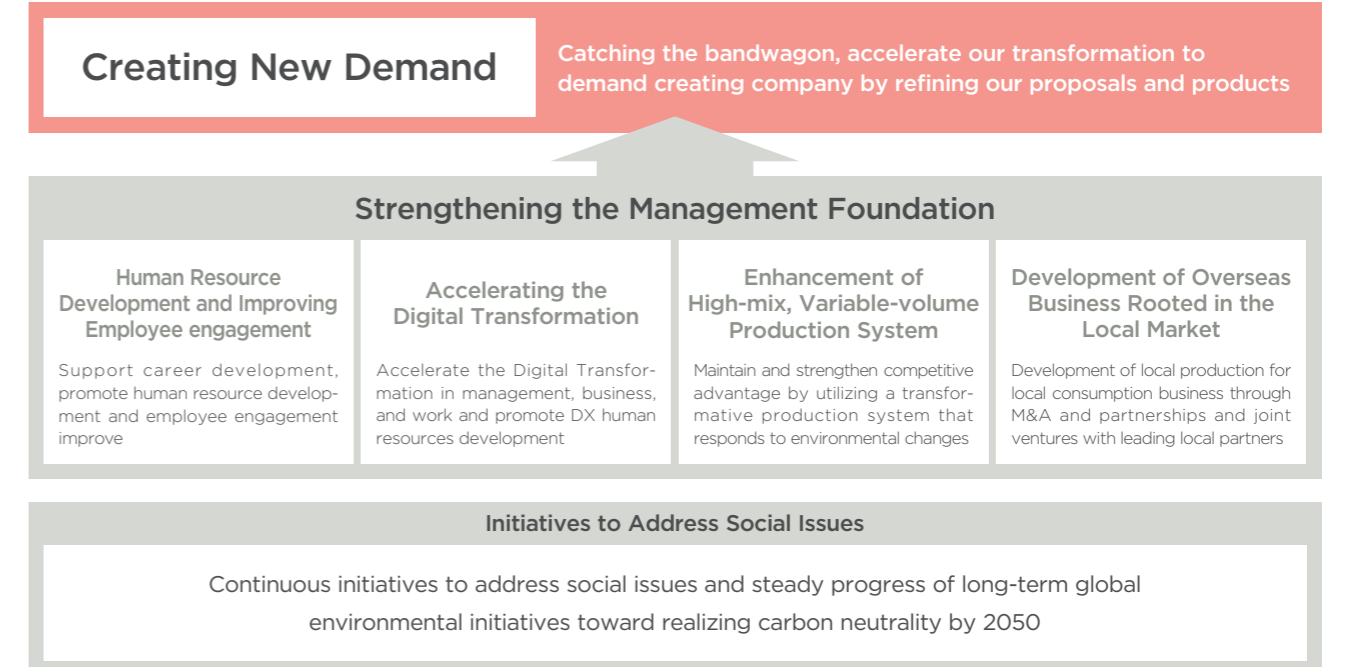 Creating New Demand
Catching the bandwagon, accelerate our transformation to
demand creating company by refining our proposals and products
Strengthening the Management Foundation
Human Resource
Development and Improving
Employee engagement
Support career development,
promote human resource develop-
ment and employee engagement
improve
Accelerating the
Digital Transformation
Accelerate the Digital Transfor-
mation in management, business,
and work and promote DX human
resources development
Enhancement of
High-mix, Variable-volume
Production System
Maintain and strengthen competitive
advantage by utilizing a transfor-
mative production system that
responds to environmental changes
Development of Overseas
Business Rooted in the
Local Market
Development of local production for
local consumption business through
M&A and partnerships and joint
ventures with leading local partners
Initiatives to Address Social Issues
Continuous initiatives to address social issues and steady progress of long-term global
environmental initiatives toward realizing carbon neutrality by 2050